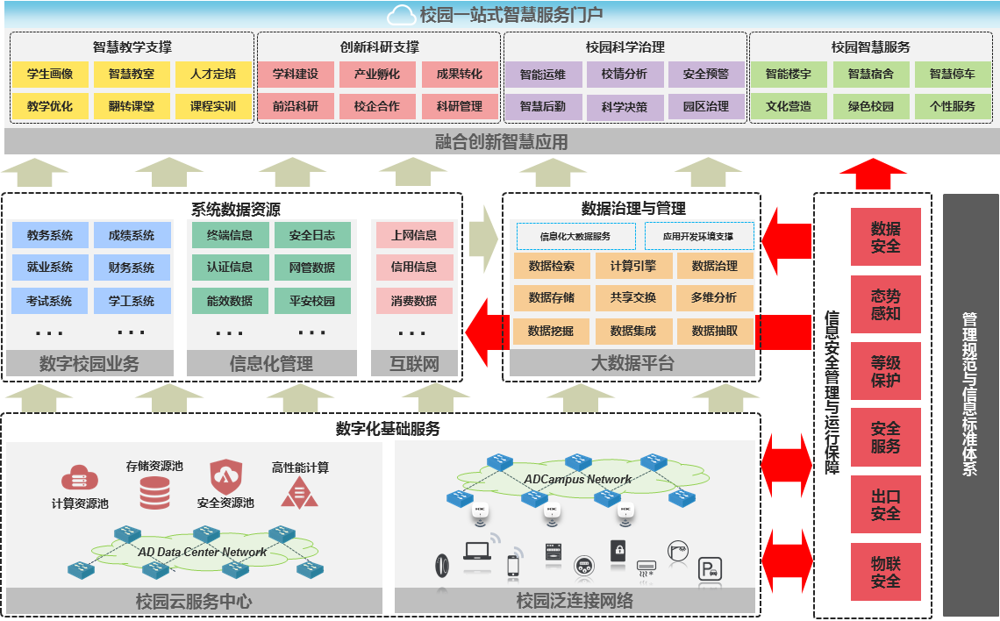 校园一站式智慧服务门户
智慧教学支撑
学生画像 智慧教室 人才定培
教学优化 翻转课堂 课程实训
创新科研支撑
学科建设 产业孵化 成果转化
前沿科研 校企合作 科研管理
校园科学治理
智能运维 校情分析 安全预警
智慧后勤 科学决策 园区治理
校园智慧服务
智能楼宇 智慧宿舍 智慧停车
文化营造 绿色校园 个性服务
融合创新智慧应用
系统数据资源
教务系统 成绩系统
就业系统 财务系统
考试系统 学工系统
... ...
数字校园业务
终端信息 安全日志
认证信息 网管数据
能效数据 平安校园
... ...
信息化管理
上网信息
信用信息
消费数据
...
互联网
数据治理与管理
信息化大数据服务 应用开发环境支撑
数据检索 计算引擎 数据治理
数据存储 共享交换 多维分析
数据挖掘 数据集成 数据抽取
大数据平台
数字化基础服务
计算资源池
存储资源池
安全资源池
高性能计算
AD Data Center Network
校园云服务中心
ADCampus Network
H3C H3C H3C
P
校园泛连接网络
信息安全管理与运行保障
数据
安全
态势
感知
等级
保护
安全
服务
出口
安全
物联
安全
管理规范与信息标准体系